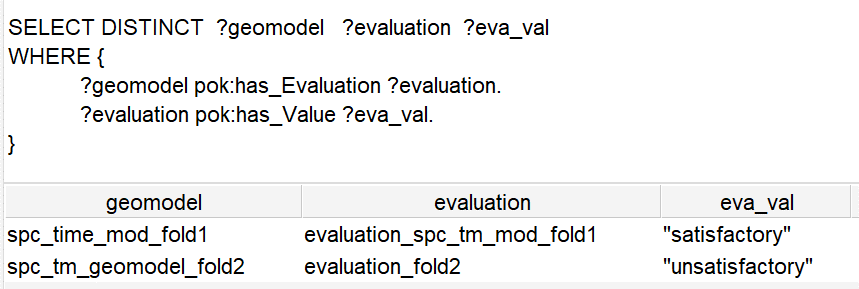 SELECT DISTINCT ?geomodel ?evaluation ?eva_val
WHERE {
?geomodel pok:has_Evaluation ?evaluation.
?evaluation pok:has_Value ?eva_val.
}
geomodel evaluation eva_val
spc_time_mod_fold1 evaluation_spc_tm_mod_fold1 "satisfactory"
spc_tm_geomodel_fold2 evaluation_fold2 "unsatisfactory"